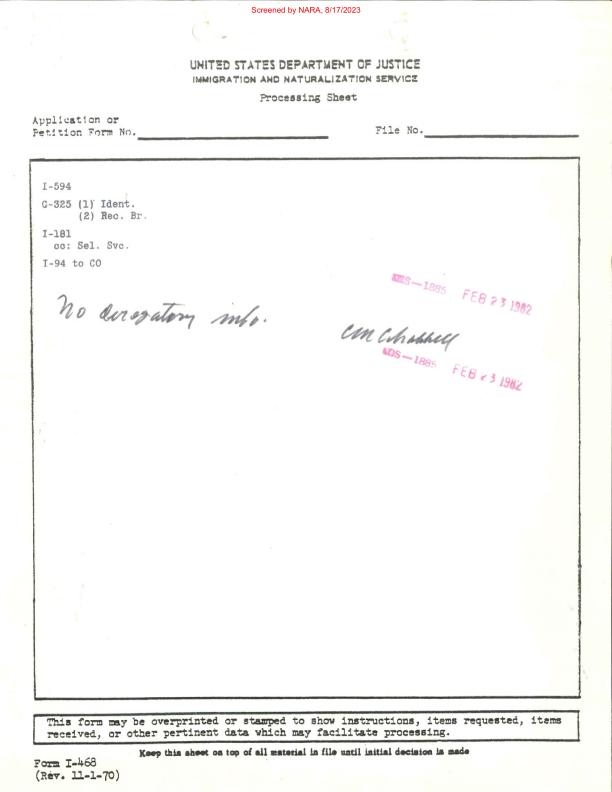 Screened by NARA, 8/17/2023
UNITED STATES DEPARTMENT OF JUSTICE
IMMIGRATION AND NATURALIZATION SERVICE
Processing Sheet
Application or
Petition Form No.
File No.
I-594
G-325 (1) Ident.
(2) Rec. Br.
I-181
cc: Sel. Svc.
I-94 to CO
-1885 FEB 23 1982
No derogatory info.
CM
DS-1885 FEB 23 1982
This form may be overprinted or stamped to show instructions, items requested, items
received, or other pertinent data which may facilitate processing.
Keep this sheet on top of all material in file until initial decision is made
Form I-468
(Rev. 11-1-70)